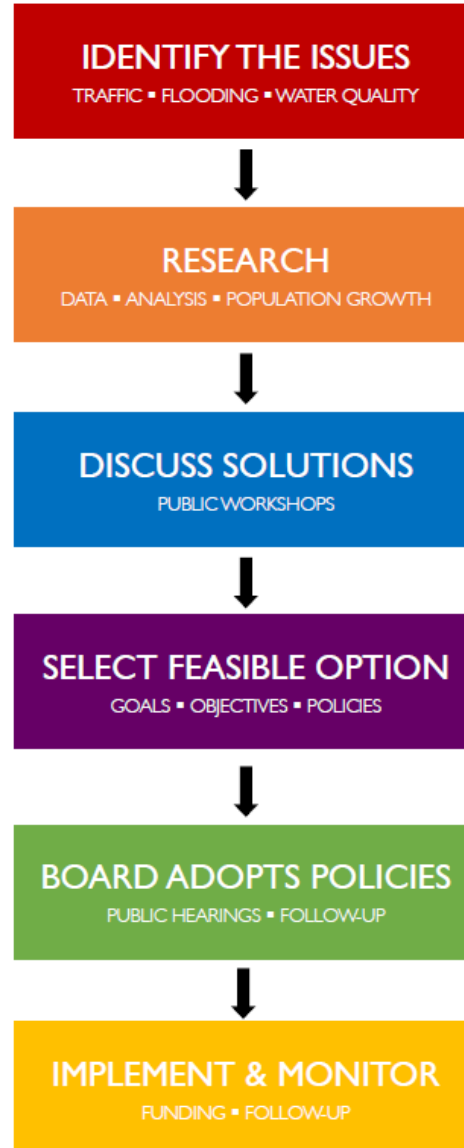 IDENTIFY THE ISSUES
TRAFFIC ▪ FLOODING ▪ WATER QUALITY
RESEARCH
DATA ▪ ANALYSIS ▪ POPULATION GROWTH
DISCUSS SOLUTIONS
PUBLIC WORKSHOPS
SELECT FEASIBLE OPTION
GOALS ▪ OBJECTIVES ▪ POLICIES
BOARD ADOPTS POLICIES
PUBLIC HEARINGS ▪ FOLLOW-UP
IMPLEMENT & MONITOR
FUNDING ▪ FOLLOW-UP